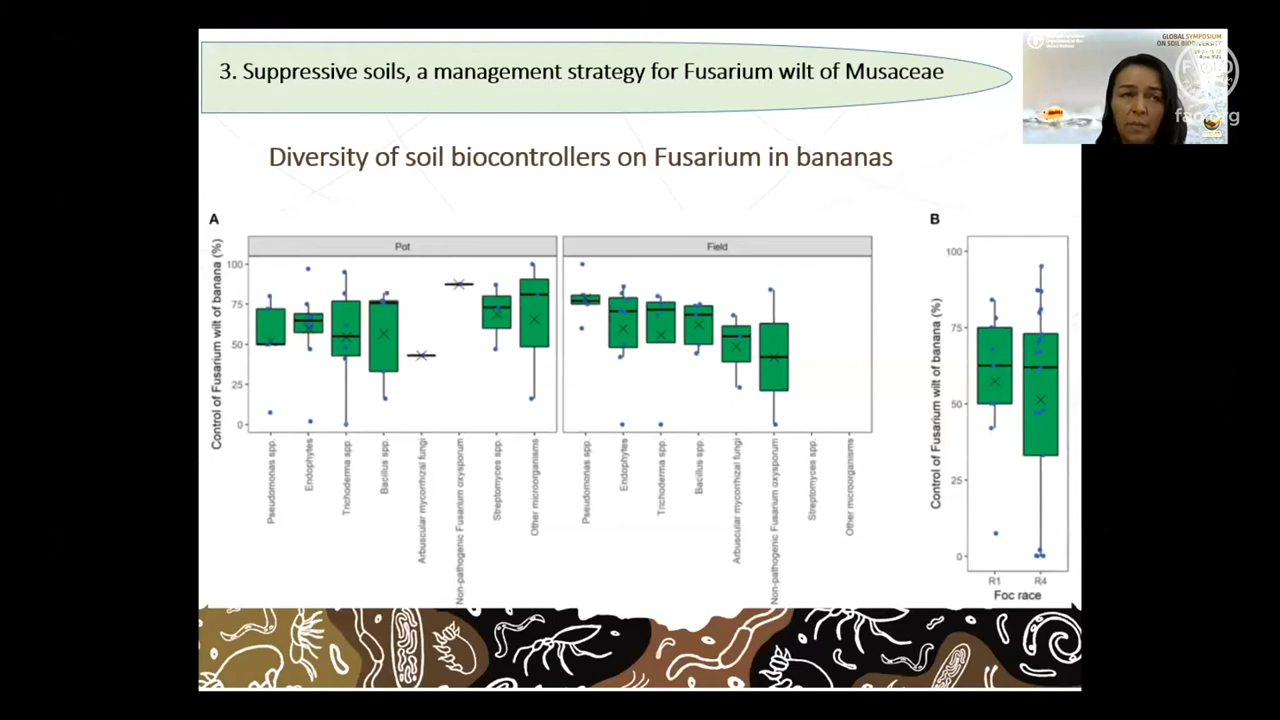 3. Suppressive soils, a management strategy for Fusarium wilt of Musaceae
GLOBAL SYMPOSIUM
ON SOIL BIODIVERSITY
FAO
fao.org
Diversity of soil biocontrollers on Fusarium in bananas
A
Pot
Field
Control of Fusarium wilt of banana (%)
100
75
50
25
0
Pseudomonas spp.
Endophytes
Trichoderma spp.
Bacillus spp.
Arbuscular mycorrhizal fungi
Non-pathogenic Fusarium oxysporum
Streptomyces spp.
Other microorganisms
Pseudomonas spp.
Endophytes
Trichoderma spp.
Bacillus spp.
Arbuscular mycorrhizal fungi
Non-pathogenic Fusarium oxysporum
Streptomyces spp.
Other microorganisms
B
Control of Fusarium wilt of banana (%)
100
75
50
25
0
R1
R4
Foc race